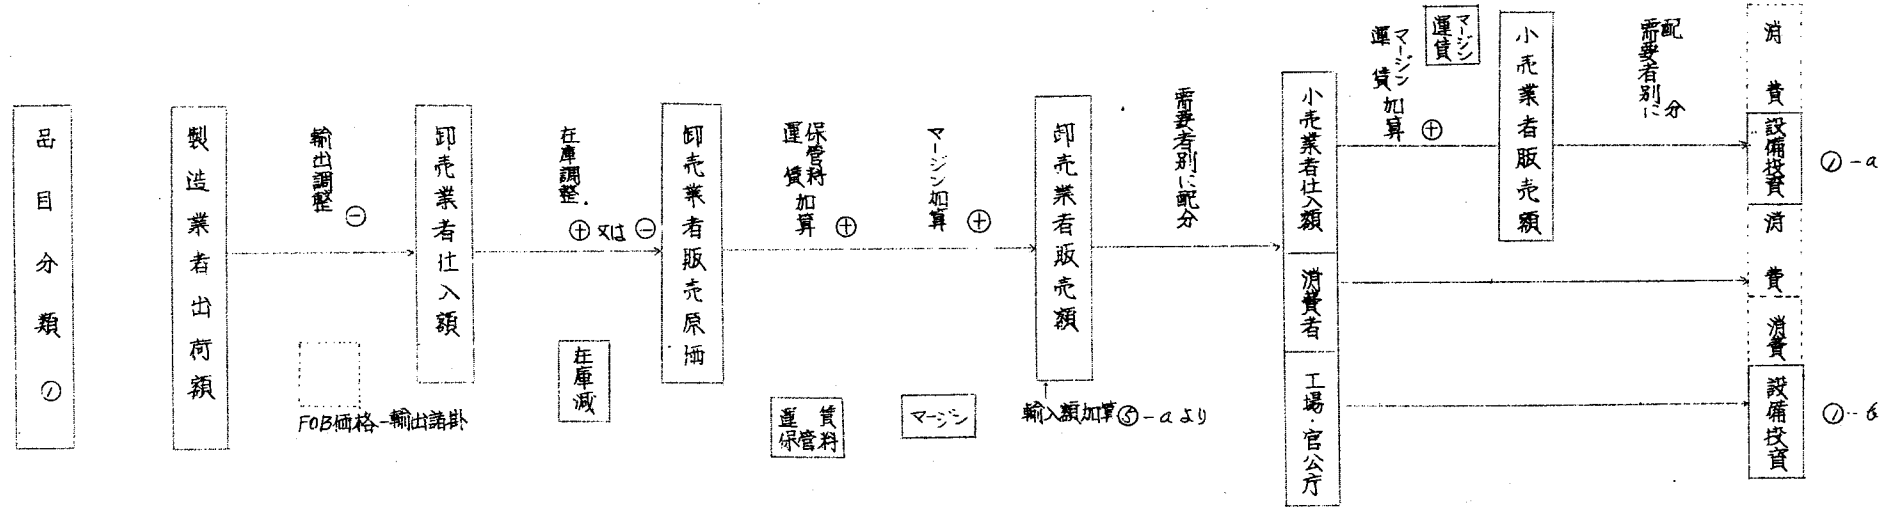 品目分類①
製造業者出荷額
輸出調整
⊖
FOB価格-輸出諸掛
卸売業者仕入額
在庫調整
⊕又は⊖
在庫減
卸売業者販売原価
運賃
保管料
加算
⊕
運賃
保管料
マージン加算
⊕
マージン
卸売業者販売額
輸入額加算⑤-aより
需要者別に配分
小売業者仕入額
消費者
工場・官公庁
マージン
運賃
加算
⊕
マージン
運賃
小売業者販売額
需要者別に
配分
消費
設備投資
①-a
消費
消費
設備投資
①-b